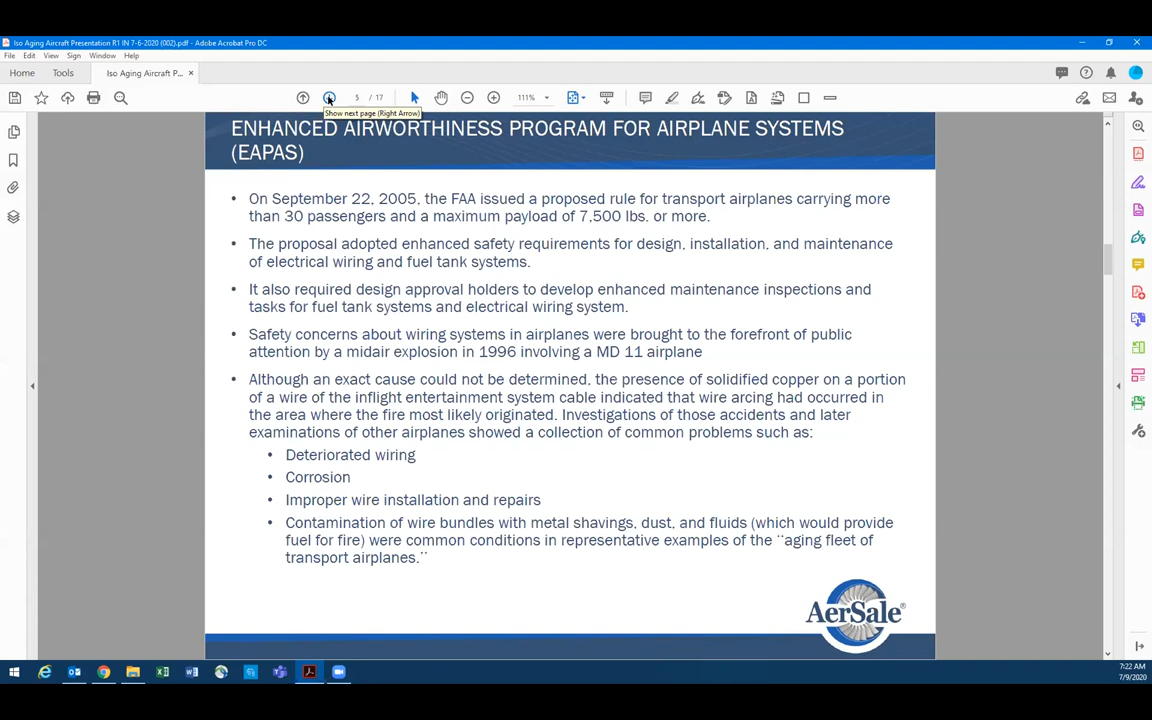 Iso Aging Aircraft Presentation R1 IN 7-6-2020 (002).pdf - Adobe Acrobat Pro DC
File Edit View Sign Window Help
Home Tools Iso Aging Aircraft P... ×
5 / 17 111%
Show next page (Right Arrow)
ENHANCED AIRWORTHINESS PROGRAM FOR AIRPLANE SYSTEMS
(EAPAS)
• On September 22, 2005, the FAA issued a proposed rule for transport airplanes carrying more
than 30 passengers and a maximum payload of 7,500 lbs. or more.
• The proposal adopted enhanced safety requirements for design, installation, and maintenance
of electrical wiring and fuel tank systems.
• It also required design approval holders to develop enhanced maintenance inspections and
tasks for fuel tank systems and electrical wiring system.
• Safety concerns about wiring systems in airplanes were brought to the forefront of public
attention by a midair explosion in 1996 involving a MD 11 airplane
• Although an exact cause could not be determined, the presence of solidified copper on a portion
of a wire of the inflight entertainment system cable indicated that wire arcing had occurred in
the area where the fire most likely originated. Investigations of those accidents and later
examinations of other airplanes showed a collection of common problems such as:
• Deteriorated wiring
• Corrosion
• Improper wire installation and repairs
• Contamination of wire bundles with metal shavings, dust, and fluids (which would provide
fuel for fire) were common conditions in representative examples of the ‘‘aging fleet of
transport airplanes.’’
AerSale®
7:22 AM
7/9/2020